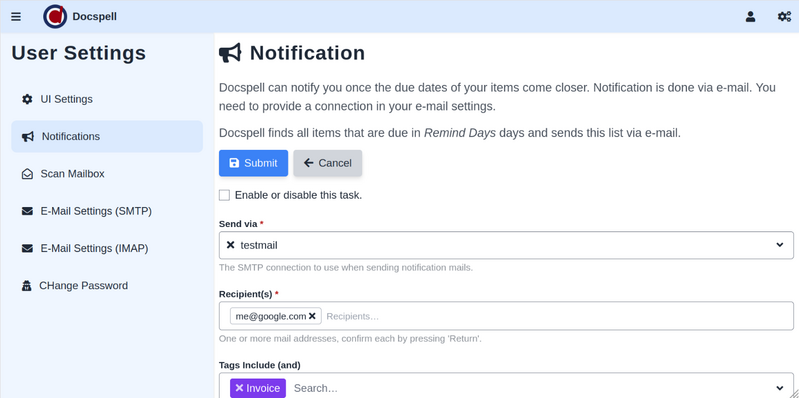 Docspell
User Settings
UI Settings
Notifications
Scan Mailbox
E-Mail Settings (SMTP)
E-Mail Settings (IMAP)
CHange Password
Notification
Docspell can notify you once the due dates of your items come closer. Notification is done via e-mail. You
need to provide a connection in your e-mail settings.
Docspell finds all items that are due in Remind Days days and sends this list via e-mail.
Submit
Cancel
Enable or disable this task.
Send via *
testmail
The SMTP connection to use when sending notification mails.
Recipient(s) *
me@google.com Recipients…
One or more mail addresses, confirm each by pressing 'Return'.
Tags Include (and)
Invoice Search…